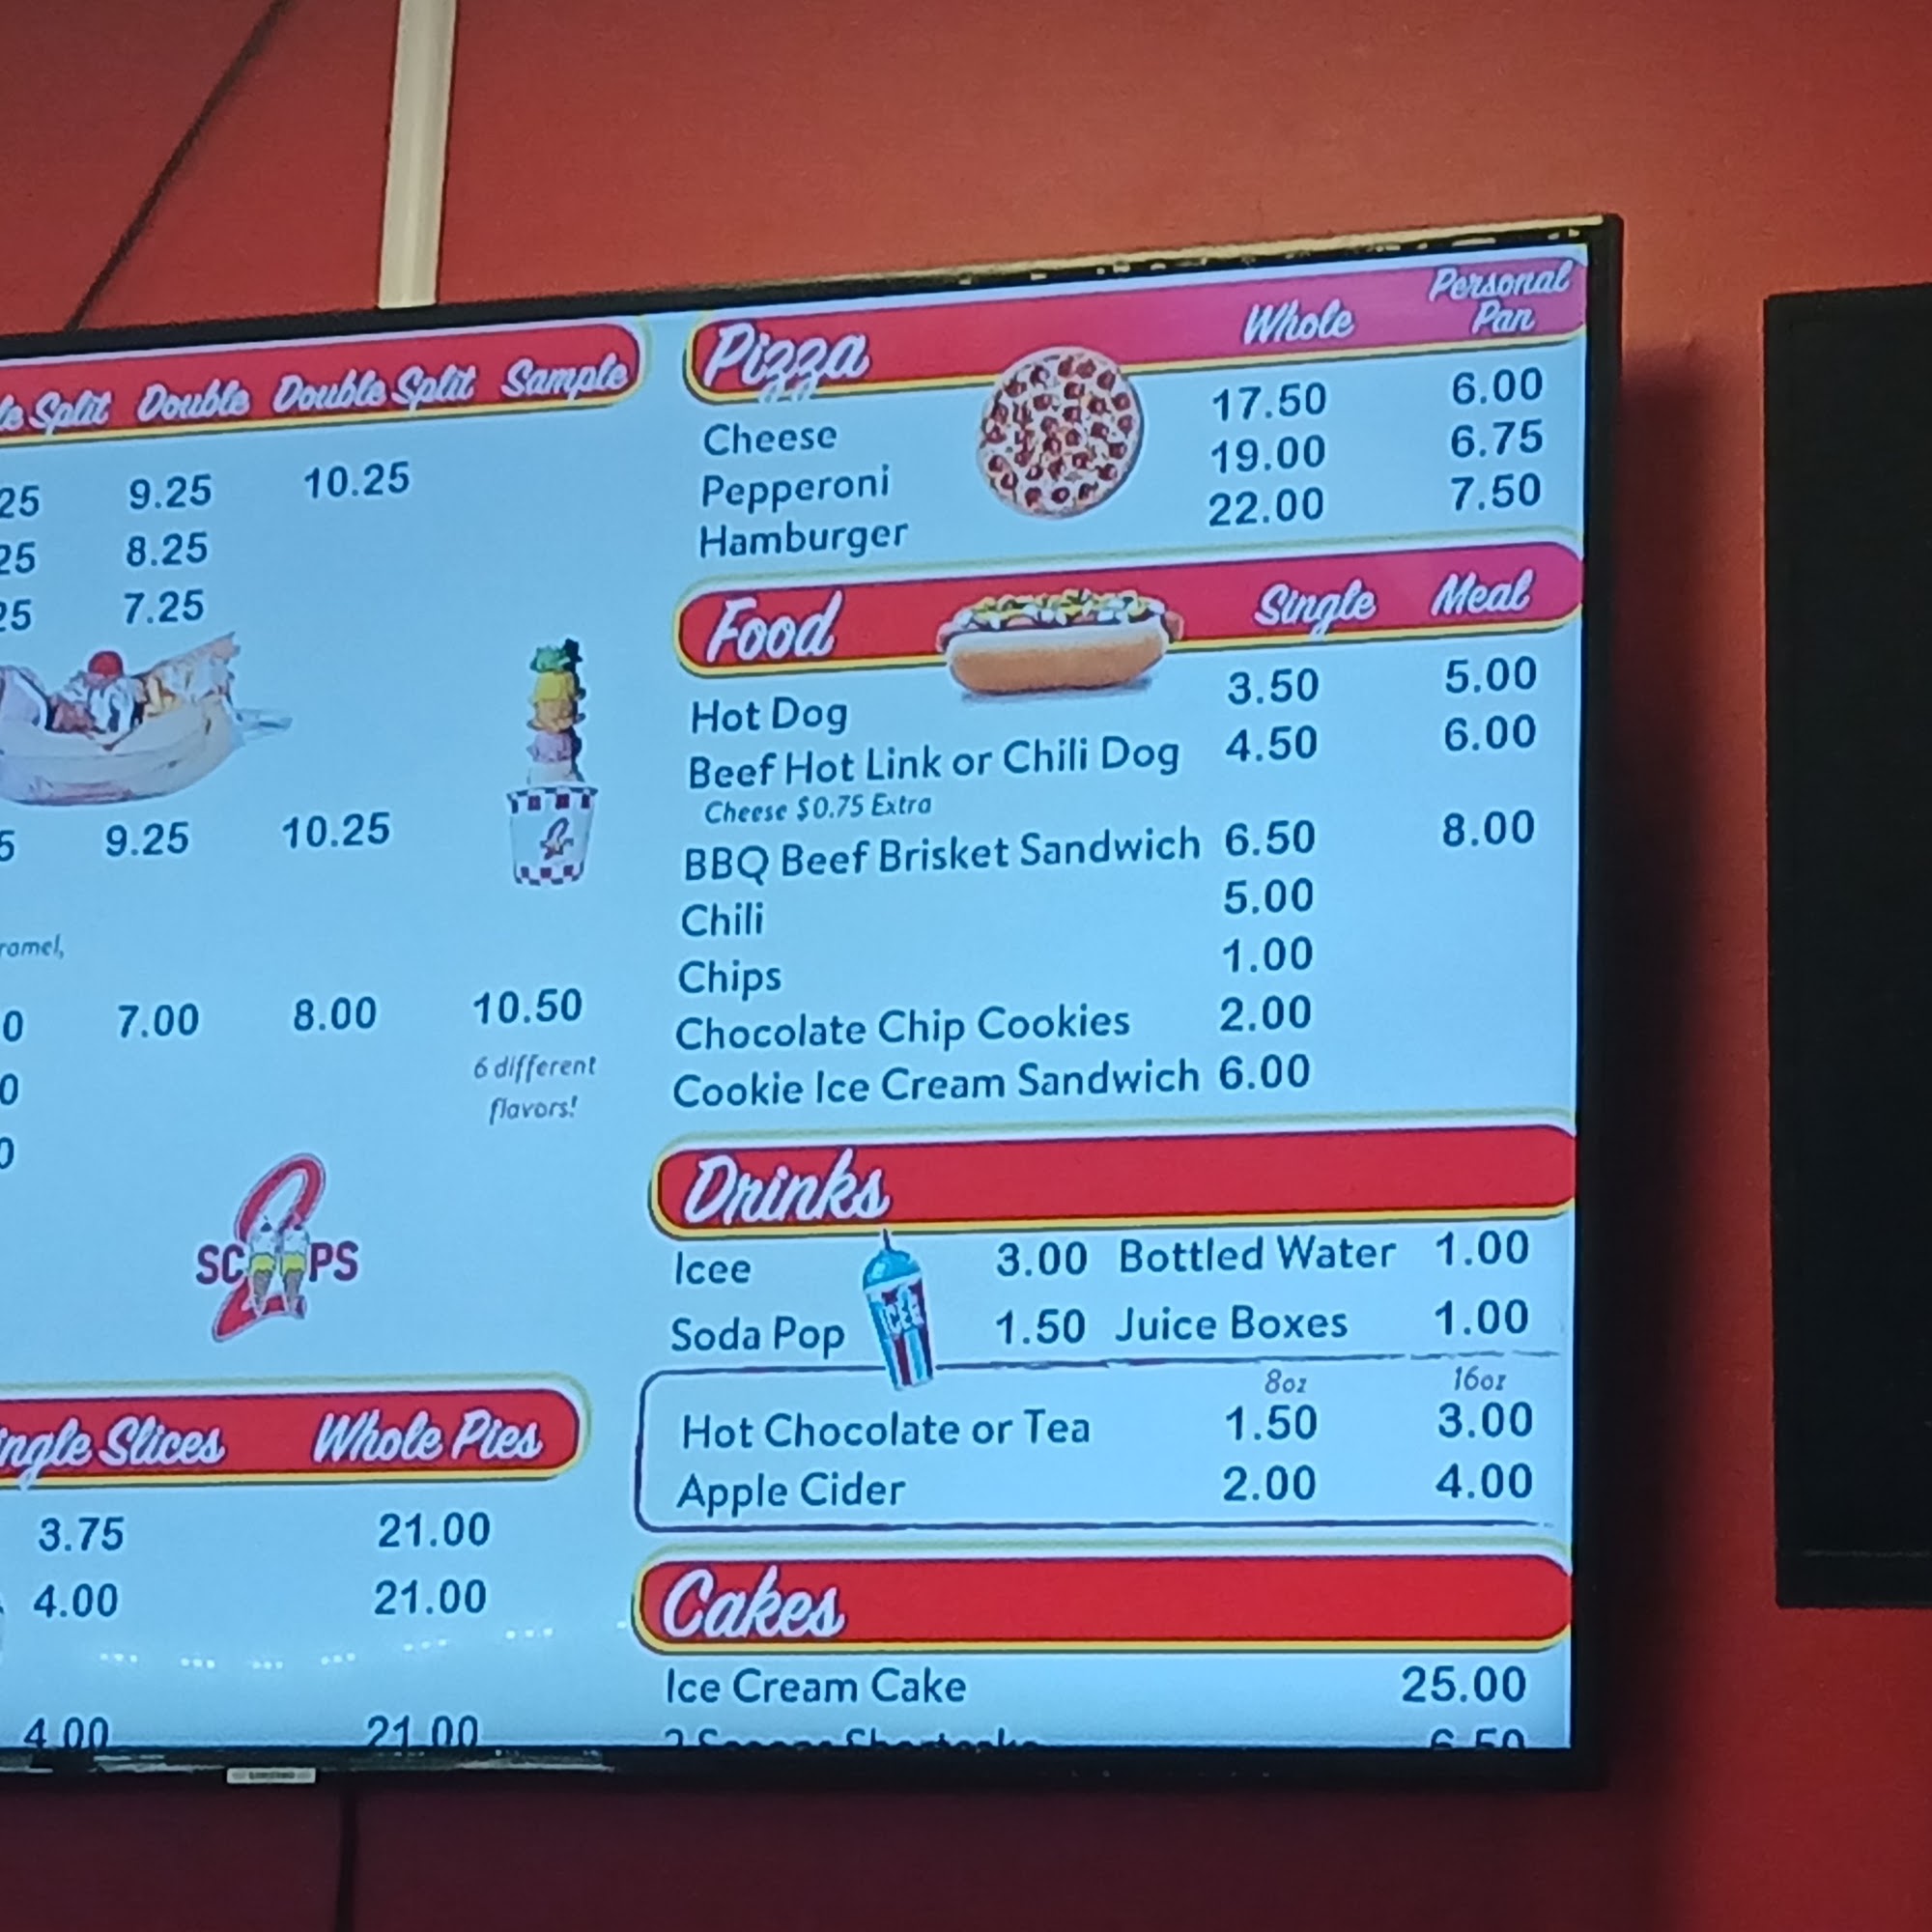 Split Double Double Split Sample
25 9.25 10.25
25 8.25
25 7.25
5 9.25 10.25
0 7.00 8.00 10.50
6 different
flavors!
0
0
SC PS
2
Slices Whole Pies
3.75 21.00
4.00 21.00
4.00 21.00
Pizza Whole Personal Pan
Cheese 17.50 6.00
Pepperoni 19.00 6.75
Hamburger 22.00 7.50
Food Single Meal
Hot Dog 3.50 5.00
Beef Hot Link or Chili Dog 4.50 6.00
Cheese $0.75 Extra
BBQ Beef Brisket Sandwich 6.50 8.00
Chili 5.00
Chips 1.00
Chocolate Chip Cookies 2.00
Cookie Ice Cream Sandwich 6.00
Drinks
Icee 3.00 Bottled Water 1.00
ICEE
Soda Pop 1.50 Juice Boxes 1.00
8oz 16oz
Hot Chocolate or Tea 1.50 3.00
Apple Cider 2.00 4.00
Cakes
Ice Cream Cake 25.00
6.50